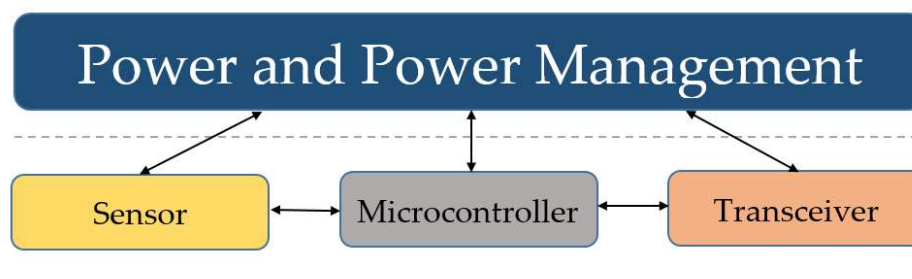 Power and Power Management
Sensor
Microcontroller
Transceiver